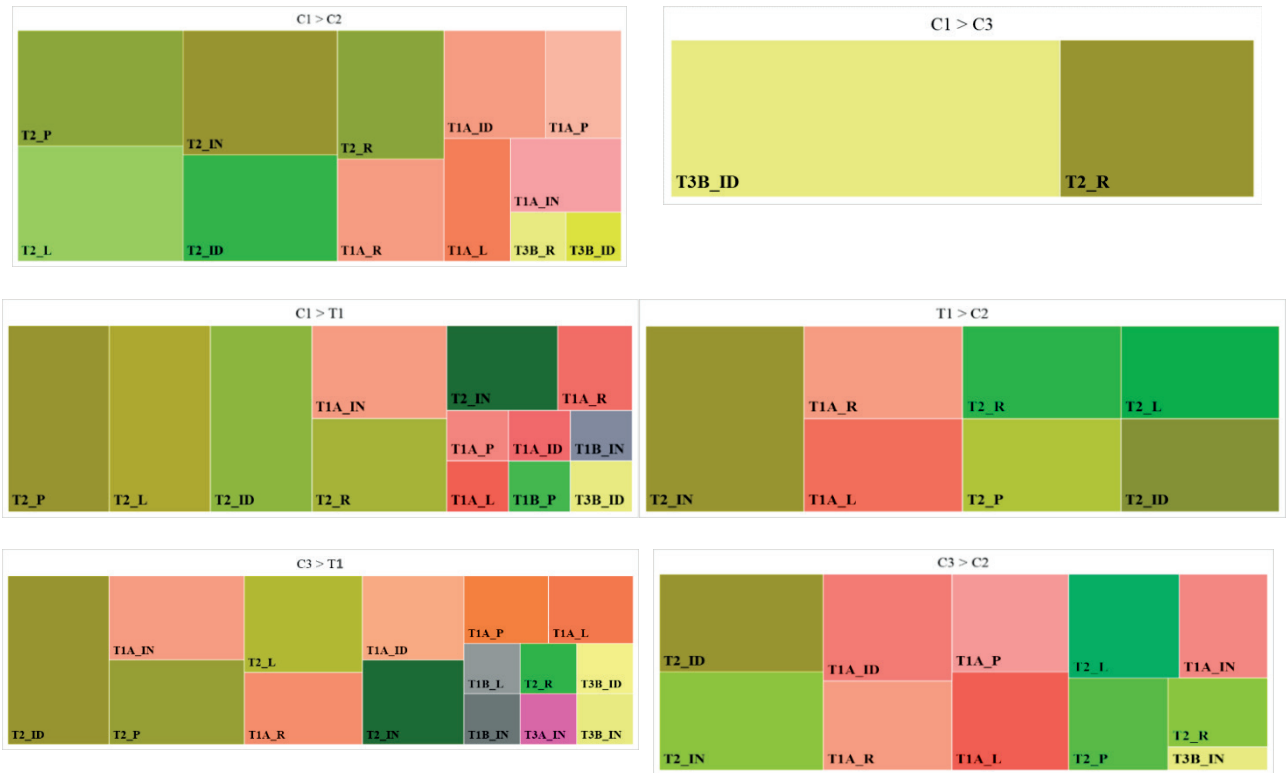 C1 > C2
T2_P
T2_IN
T2_R
T1A_ID
T1A_P
T1A_IN
T2_L
T2_ID
T1A_R
T1A_L
T3B_R
T3B_ID
C1 > C3
T3B_ID
T2_R
C1 > T1
T1A_IN
T2_IN
T1A_R
T1A_P
T1A_ID
T1B_IN
T2_P
T2_L
T2_ID
T2_R
T1A_L
T1B_P
T3B_ID
T1 > C2
T1A_R
T2_R
T2_L
T2_IN
T1A_L
T2_P
T2_ID
C3 > T1
T1A_P
T1A_L
T1A_IN
T2_L
T1A_ID
T1B_L
T2_R
T3B_ID
T2_ID
T2_P
T1A_R
T2_IN
T1B_IN
T3A_IN
T3B_IN
C3 > C2
T2_ID
T1A_ID
T1A_P
T2_L
T1A_IN
T2_R
T2_IN
T1A_R
T1A_L
T2_P
T3B_IN